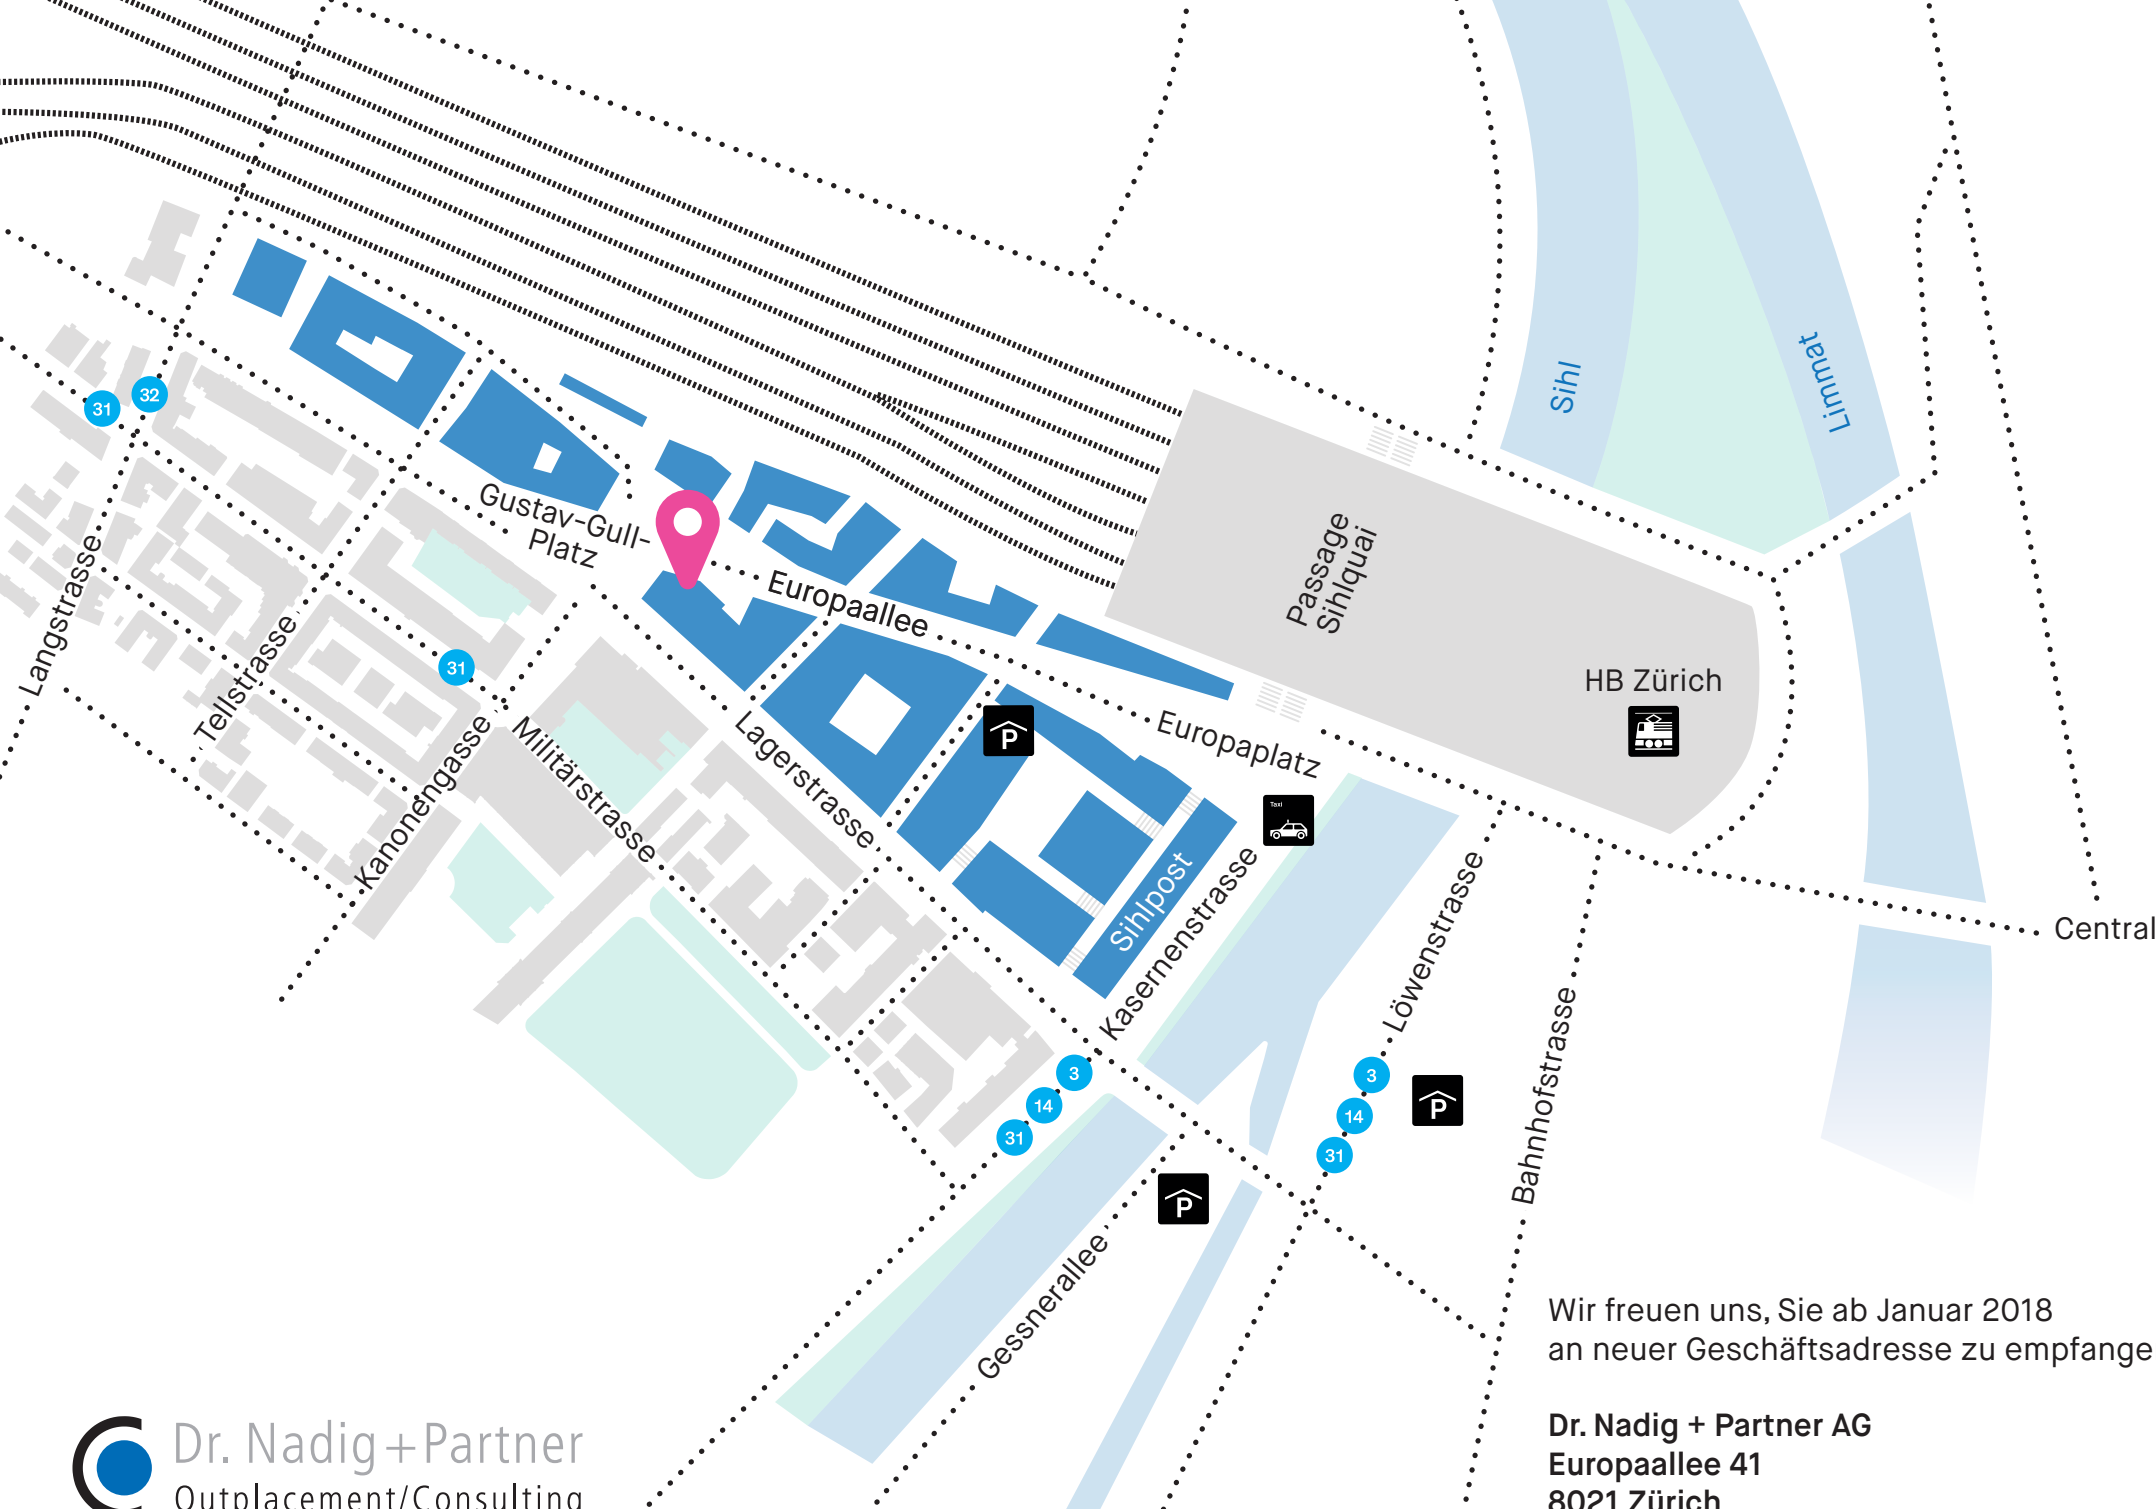 Sihl
Limmat
31
32
Gustav-Gull-
Platz
Passage
Sihlquai
Europaallee
Langstrasse
Tellstrasse
31
HB Zürich
P
Europaplatz
Kanonengasse
Militärstrasse
Lagerstrasse
Taxi
Sihlpost
Kasernenstrasse
Löwenstrasse
Central
Bahnhofstrasse
3
14
31
3
14
31
P
P
Gessnerallee
Wir freuen uns, Sie ab Januar 2018
an neuer Geschäftsadresse zu empfange
Dr. Nadig + Partner AG
Europaallee 41
8021 Zürich
Dr. Nadig+Partner
Outplacement/Consulting